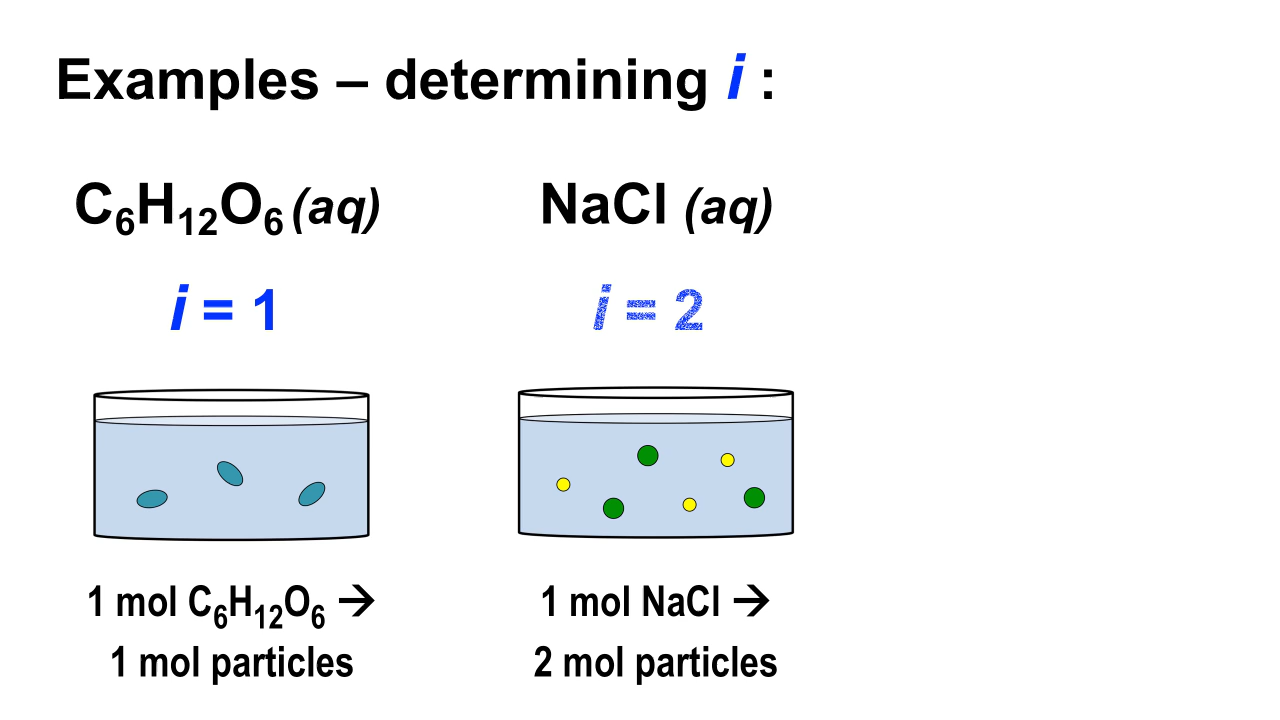 Examples – determining i :
C₆H₁₂O₆ (aq)
NaCl (aq)
i = 1
i = 2
1 mol C₆H₁₂O₆ →
1 mol particles
1 mol NaCl →
2 mol particles